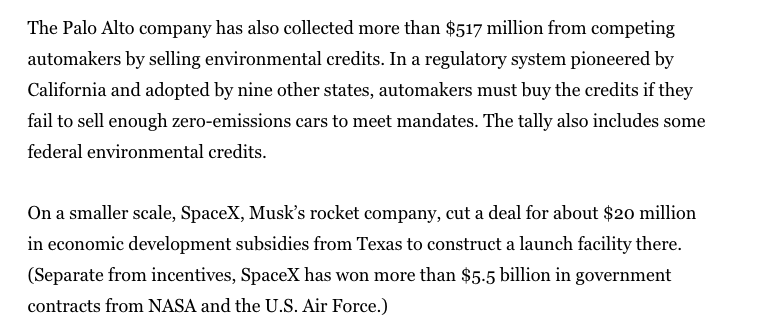 The Palo Alto company has also collected more than $517 million from competing
automakers by selling environmental credits. In a regulatory system pioneered by
California and adopted by nine other states, automakers must buy the credits if they
fail to sell enough zero-emissions cars to meet mandates. The tally also includes some
federal environmental credits.
On a smaller scale, SpaceX, Musk’s rocket company, cut a deal for about $20 million
in economic development subsidies from Texas to construct a launch facility there.
(Separate from incentives, SpaceX has won more than $5.5 billion in government
contracts from NASA and the U.S. Air Force.)